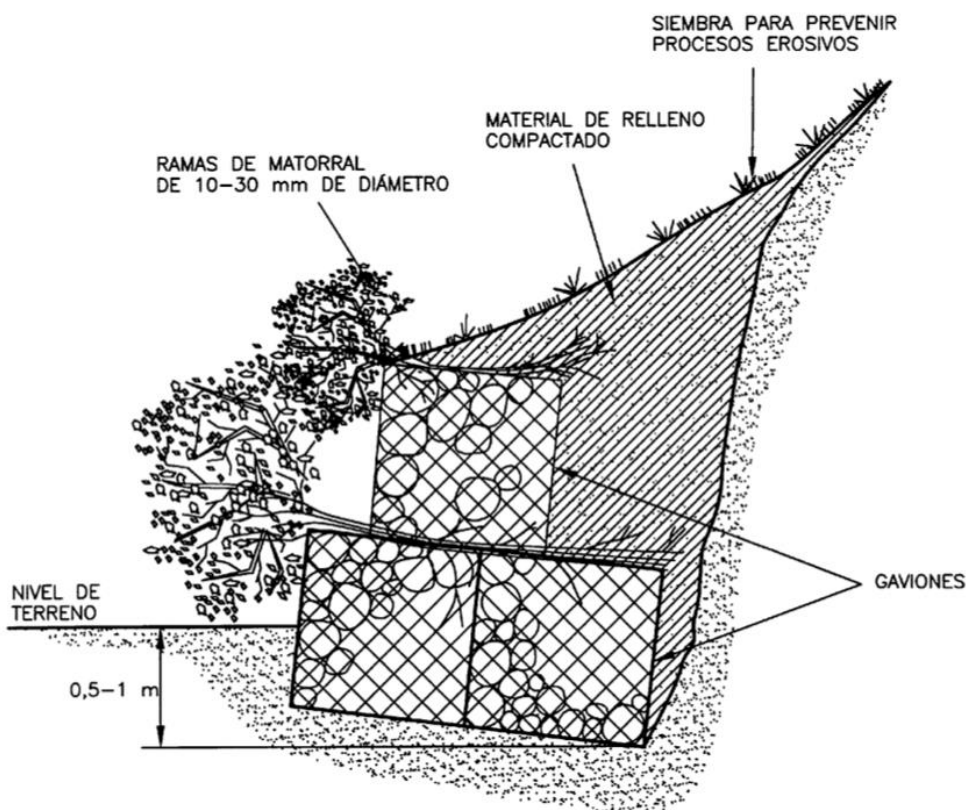 SIEMBRA PARA PREVENIR
PROCESOS EROSIVOS
MATERIAL DE RELLENO
COMPACTADO
RAMAS DE MATORRAL
DE 10-30 mm DE DIÁMETRO
GAVIONES
NIVEL DE
TERRENO
0,5-1 m